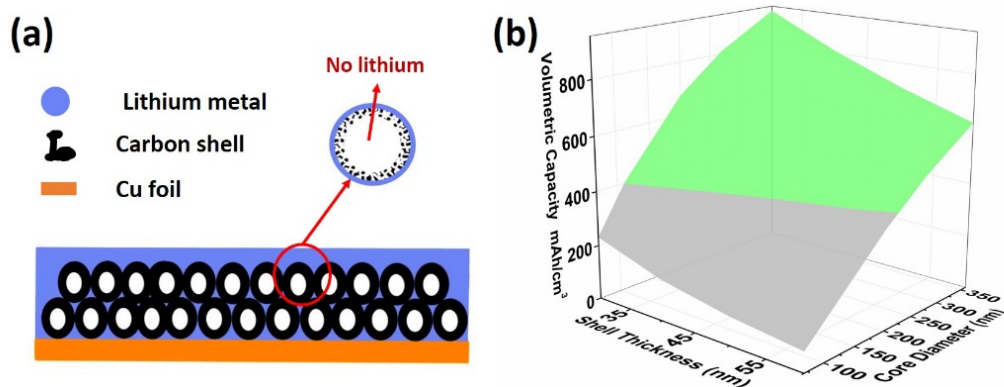 (a)
No lithium
Lithium metal
Carbon shell
Cu foil
(b)
Volumetric Capacity mAh/cm³
800
600
400
200
0
35
45
55
Shell Thickness (nm)
350
300
250
200
150
100
Core Diameter (nm)